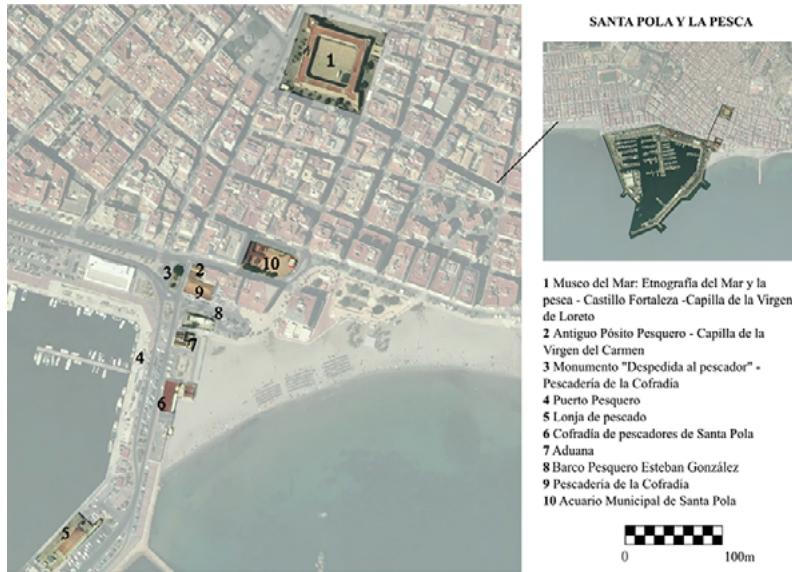 SANTA POLA Y LA PESCA
1
2
3
9
10
8
7
4
6
5
1 Museo del Mar: Etnografía del Mar y la
pesca - Castillo Fortaleza -Capilla de la Virgen
de Loreto
2 Antiguo Pósito Pesquero - Capilla de la
Virgen del Carmen
3 Monumento "Despedida al pescador" -
Pescadería de la Cofradía
4 Puerto Pesquero
5 Lonja de pescado
6 Cofradía de pescadores de Santa Pola
7 Aduana
8 Barco Pesquero Esteban González
9 Pescadería de la Cofradía
10 Acuario Municipal de Santa Pola
0 100m